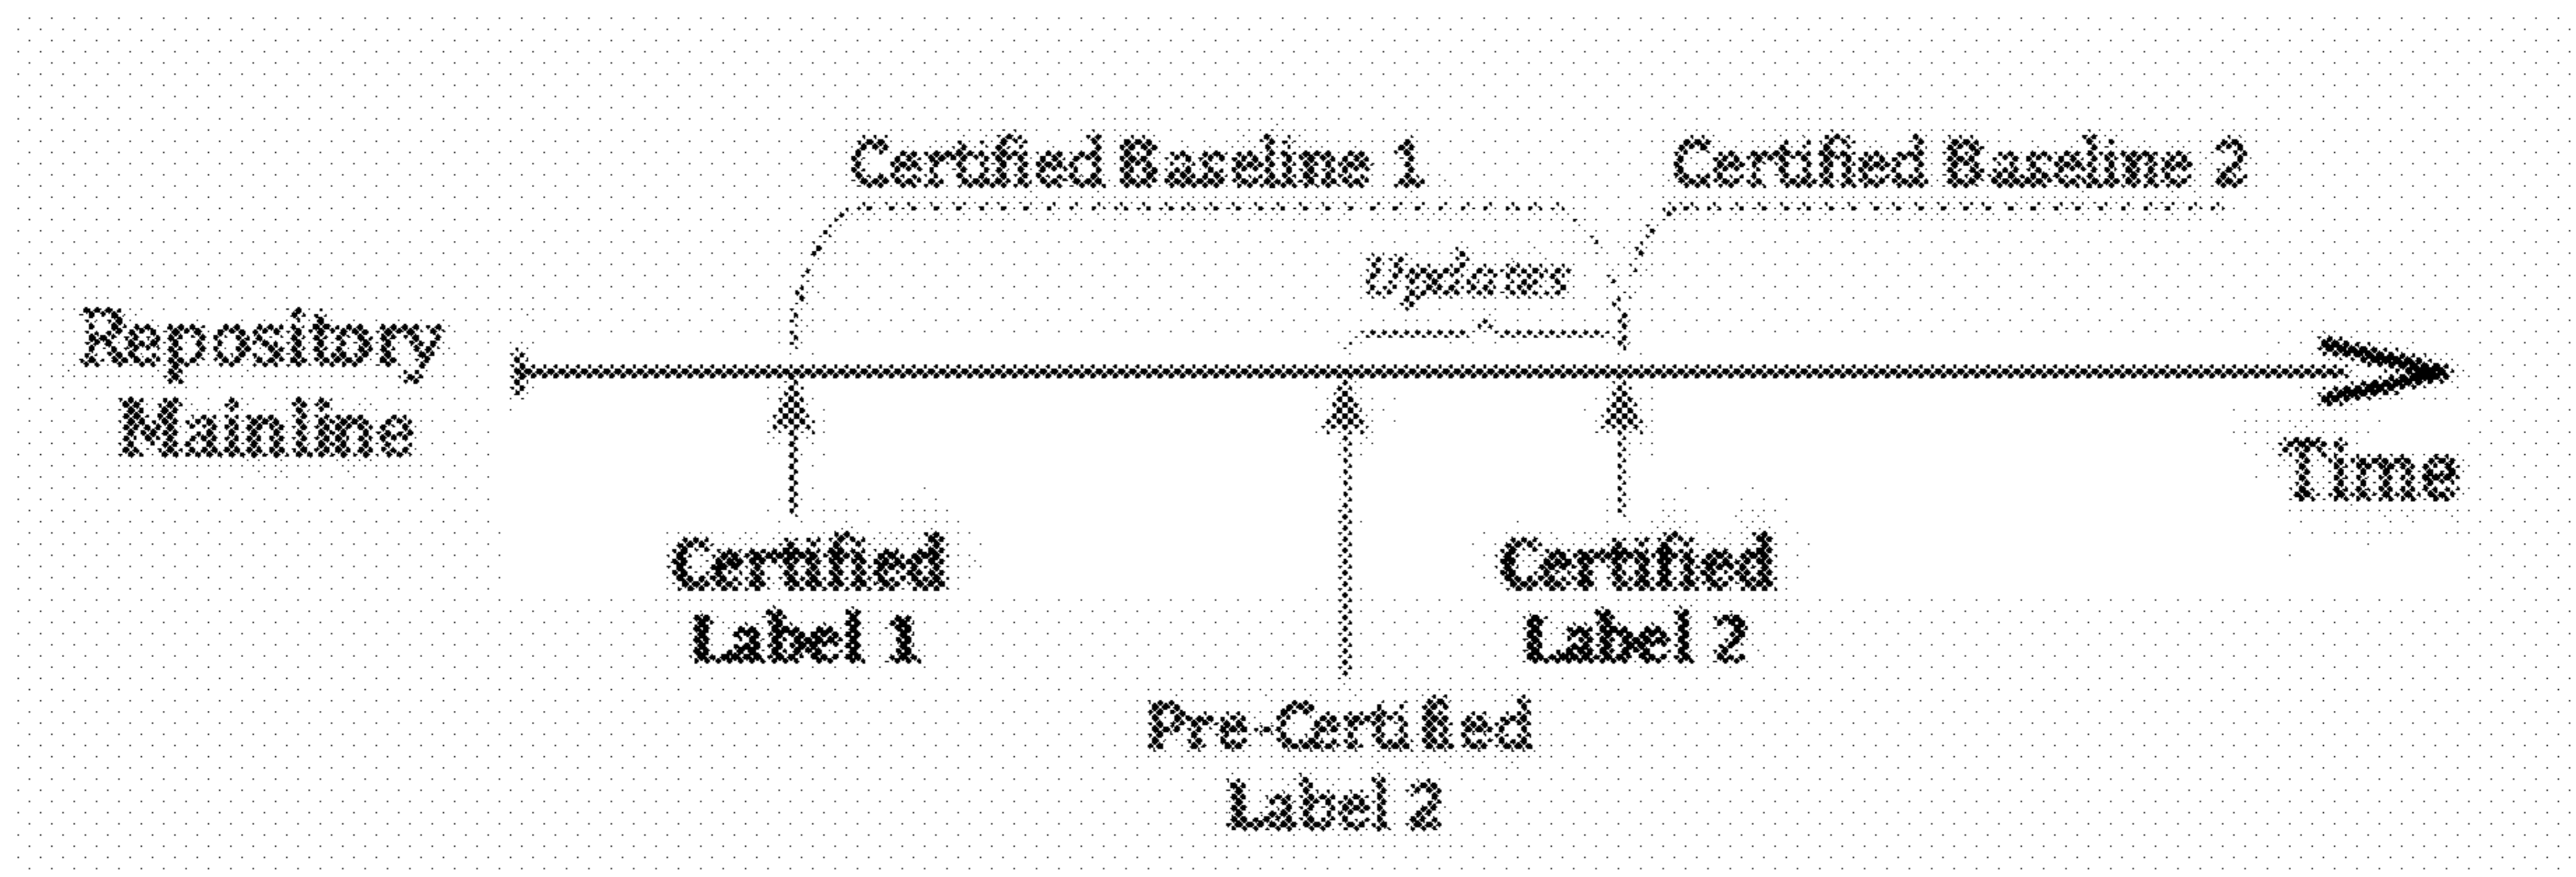 Certified Baseline 1
Certified Baseline 2
Updates
Repository
Mainline
Time
Certified
Label 1
Certified
Label 2
Pre-Certified
Label 2